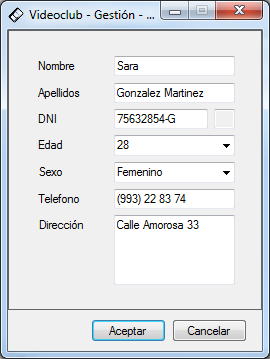 Videoclub - Gestión - ...
Nombre Sara
Apellidos Gonzalez Martinez
DNI 75632854-G
Edad 28
Sexo Femenino
Telefono (993) 22 83 74
Dirección Calle Amorosa 33
Aceptar Cancelar